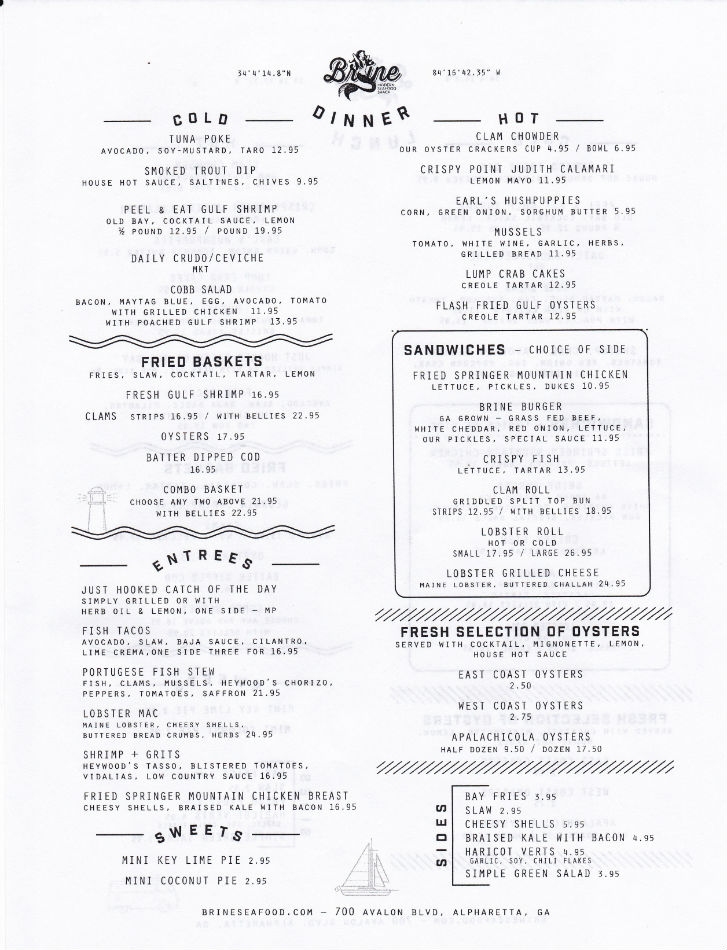 34°4'14.8"N
Brine
MODERN
SEAFOOD
SHACK
84°15'42.35" W
DINNER
COLD
TUNA POKE
AVOCADO, SOY-MUSTARD, TARO 12.95
SMOKED TROUT DIP
HOUSE HOT SAUCE, SALTINES, CHIVES 9.95
PEEL & EAT GULF SHRIMP
OLD BAY, COCKTAIL SAUCE, LEMON
½ POUND 12.95 / POUND 19.95
DAILY CRUDO/CEVICHE
MKT
COBB SALAD
BACON, MAYTAG BLUE, EGG, AVOCADO, TOMATO
WITH GRILLED CHICKEN 11.95
WITH POACHED GULF SHRIMP 13.95
FRIED BASKETS
FRIES, SLAW, COCKTAIL, TARTAR, LEMON
FRESH GULF SHRIMP 16.95
CLAMS STRIPS 16.95 / WITH BELLIES 22.95
OYSTERS 17.95
BATTER DIPPED COD
16.95
COMBO BASKET
CHOOSE ANY TWO ABOVE 21.95
WITH BELLIES 22.95
ENTREES
JUST HOOKED CATCH OF THE DAY
SIMPLY GRILLED OR WITH
HERB OIL & LEMON, ONE SIDE – MP
FISH TACOS
AVOCADO, SLAW, BAJA SAUCE, CILANTRO,
LIME CREMA,ONE SIDE THREE FOR 16.95
PORTUGESE FISH STEW
FISH, CLAMS, MUSSELS, HEYWOOD'S CHORIZO,
PEPPERS, TOMATOES, SAFFRON 21.95
LOBSTER MAC
MAINE LOBSTER, CHEESY SHELLS,
BUTTERED BREAD CRUMBS, HERBS 24.95
SHRIMP + GRITS
HEYWOOD'S TASSO, BLISTERED TOMATOES,
VIDALIAS, LOW COUNTRY SAUCE 16.95
FRIED SPRINGER MOUNTAIN CHICKEN BREAST
CHEESY SHELLS, BRAISED KALE WITH BACON 16.95
SWEETS
MINI KEY LIME PIE 2.95
MINI COCONUT PIE 2.95
HOT
CLAM CHOWDER
OUR OYSTER CRACKERS CUP 4.95 / BOWL 6.95
CRISPY POINT JUDITH CALAMARI
LEMON MAYO 11.95
EARL'S HUSHPUPPIES
CORN, GREEN ONION, SORGHUM BUTTER 5.95
MUSSELS
TOMATO, WHITE WINE, GARLIC, HERBS,
GRILLED BREAD 11.95
LUMP CRAB CAKES
CREOLE TARTAR 12.95
FLASH FRIED GULF OYSTERS
CREOLE TARTAR 12.95
SANDWICHES – CHOICE OF SIDE
FRIED SPRINGER MOUNTAIN CHICKEN
LETTUCE, PICKLES, DUKES 10.95
BRINE BURGER
GA GROWN – GRASS FED BEEF,
WHITE CHEDDAR, RED ONION, LETTUCE,
OUR PICKLES, SPECIAL SAUCE 11.95
CRISPY FISH
LETTUCE, TARTAR 13.95
CLAM ROLL
GRIDDLED SPLIT TOP BUN
STRIPS 12.95 / WITH BELLIES 18.95
LOBSTER ROLL
HOT OR COLD
SMALL 17.95 / LARGE 26.95
LOBSTER GRILLED CHEESE
MAINE LOBSTER, BUTTERED CHALLAH 24.95
FRESH SELECTION OF OYSTERS
SERVED WITH COCKTAIL, MIGNONETTE, LEMON,
HOUSE HOT SAUCE
EAST COAST OYSTERS
2.50
WEST COAST OYSTERS
2.75
APALACHICOLA OYSTERS
HALF DOZEN 9.50 / DOZEN 17.50
SIDES
BAY FRIES 3.95
SLAW 2.95
CHEESY SHELLS 5.95
BRAISED KALE WITH BACON 4.95
HARICOT VERTS 4.95
GARLIC, SOY, CHILI FLAKES
SIMPLE GREEN SALAD 3.95
BRINESEAFOOD.COM – 700 AVALON BLVD, ALPHARETTA, GA